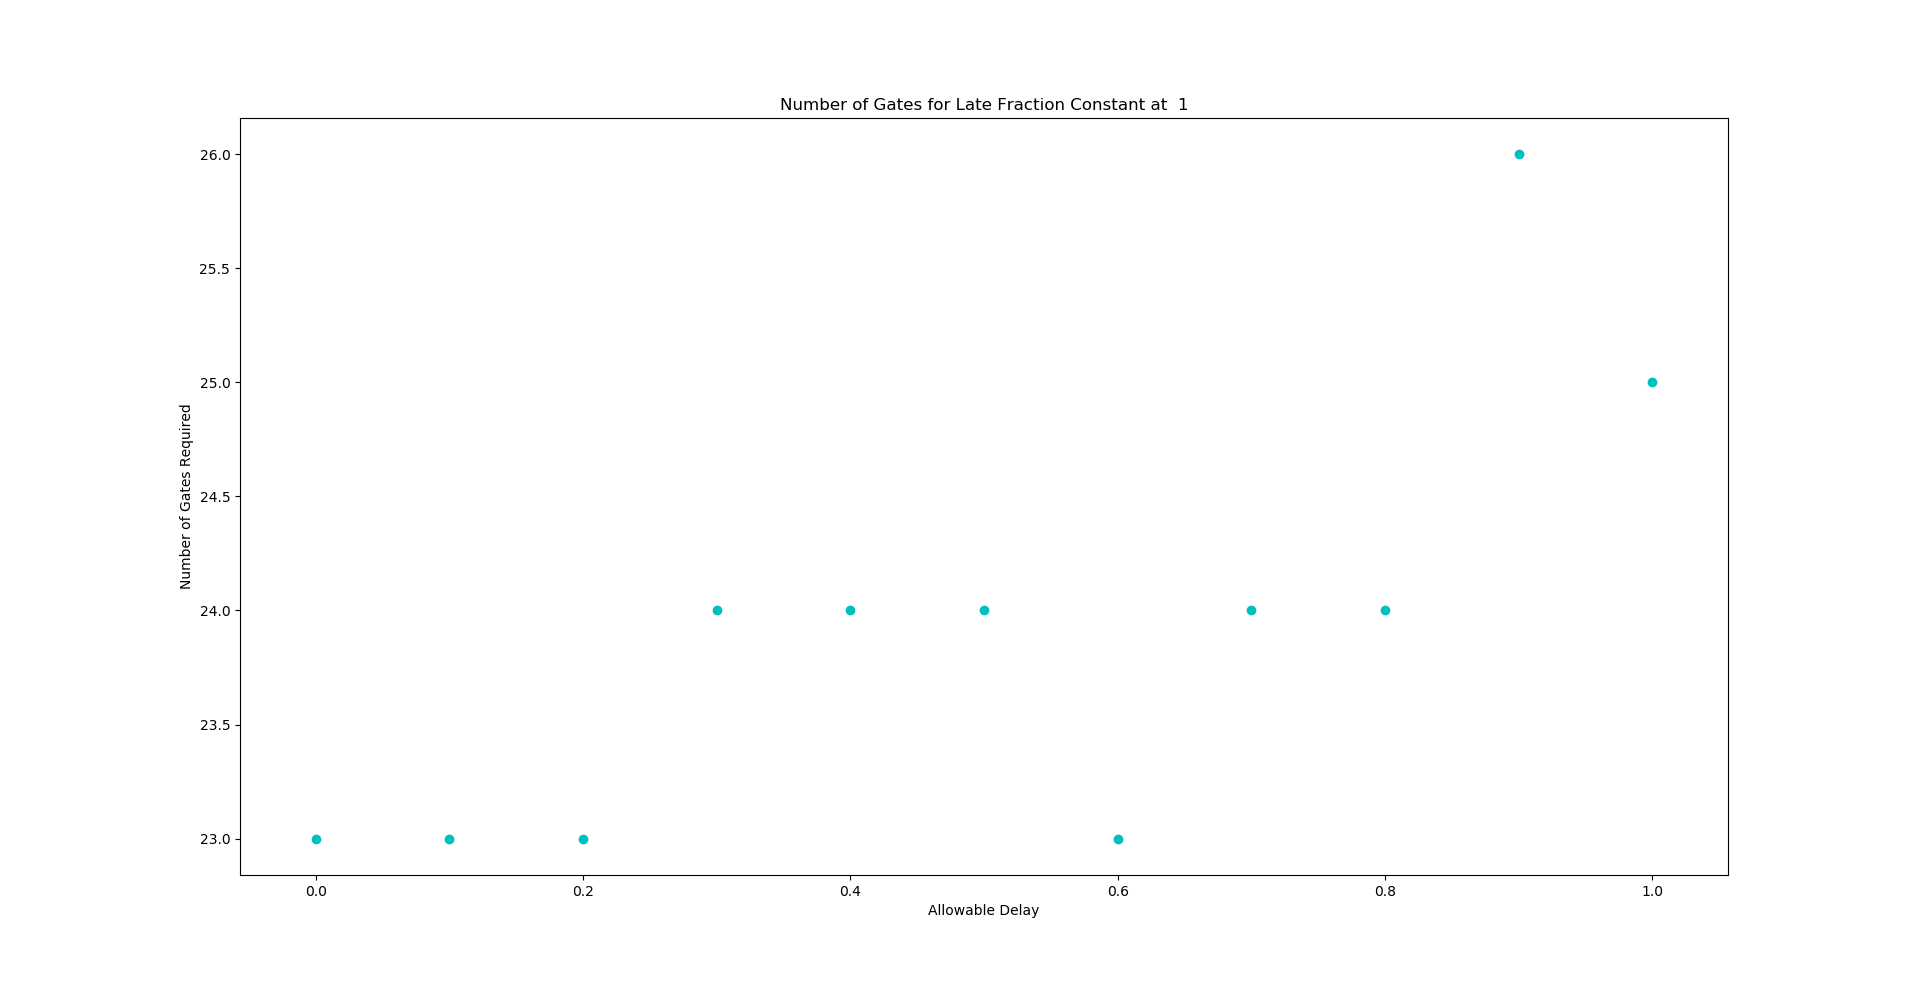 Number of Gates for Late Fraction Constant at  1
26.0
25.5
25.0
24.5
24.0
23.5
23.0
Number of Gates Required
0.0 0.2 0.4 0.6 0.8 1.0
Allowable Delay